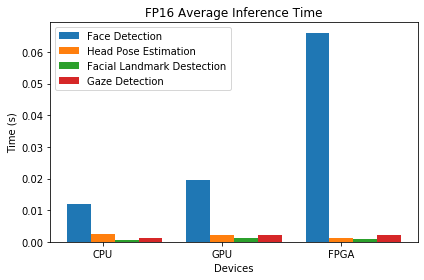 FP16 Average Inference Time
Face Detection
Head Pose Estimation
Facial Landmark Destection
Gaze Detection
0.06
0.05
0.04
0.03
0.02
0.01
0.00
Time (s)
CPU GPU FPGA
Devices